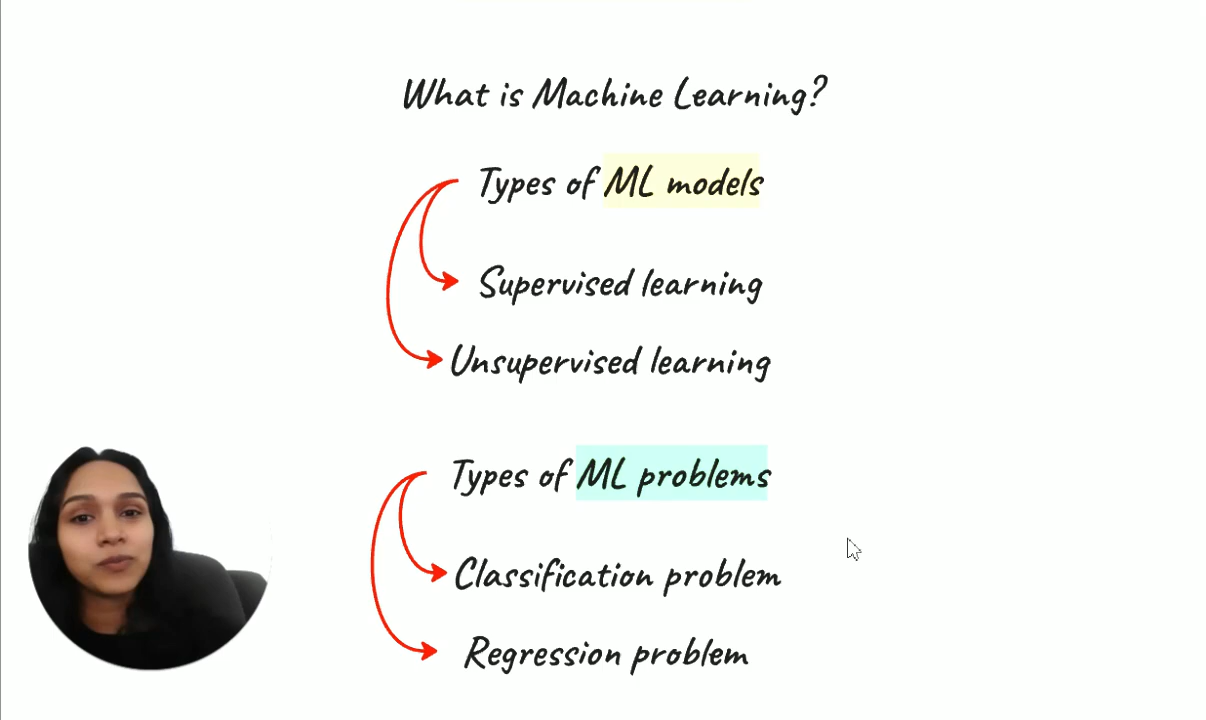 What is Machine Learning?
Types of ML models
Supervised learning
Unsupervised learning
Types of ML problems
Classification problem
Regression problem